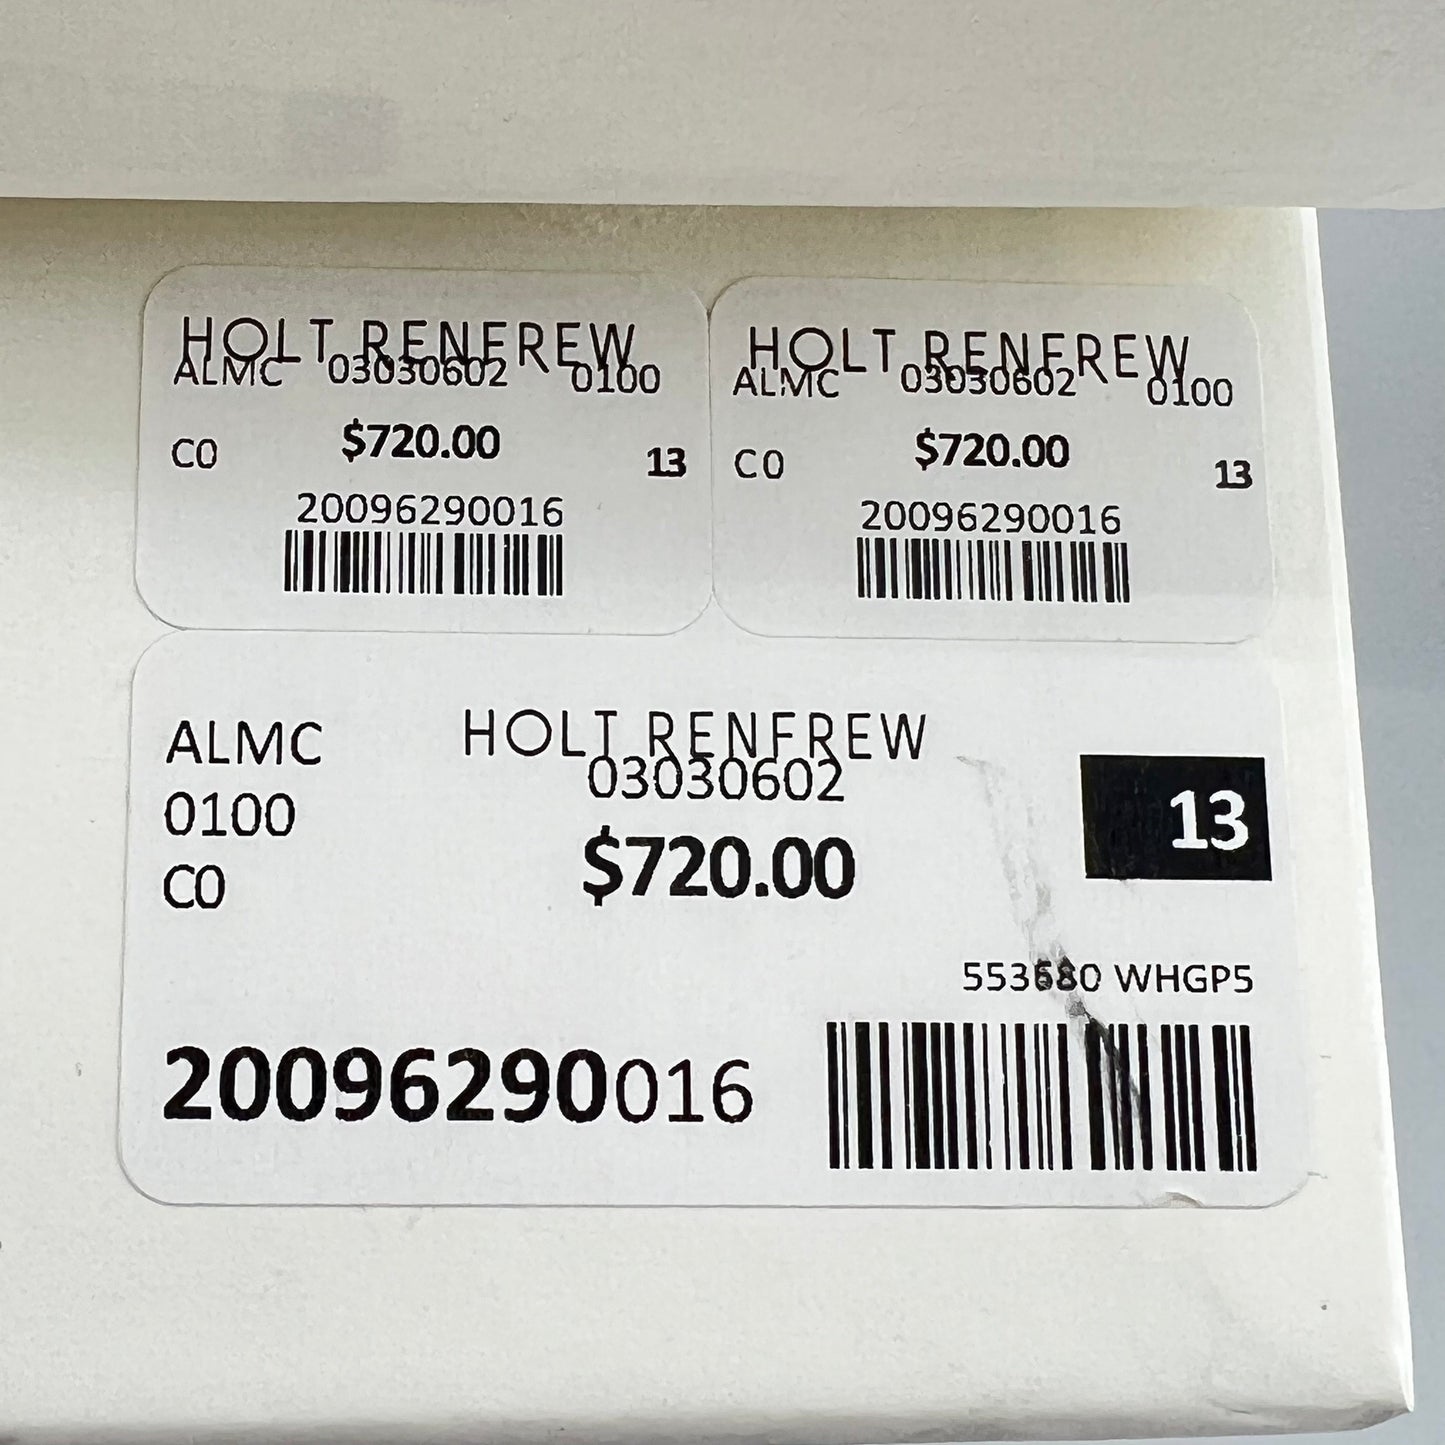 HOLT RENFREW
ALMC 03030602 0100
C0 $720.00 13
20096290016
HOLT RENFREW
ALMC 03030602 0100
C0 $720.00 13
20096290016
ALMC HOLT RENFREW
03030602
0100 13
$720.00
C0
553680 WHGP5
20096290016